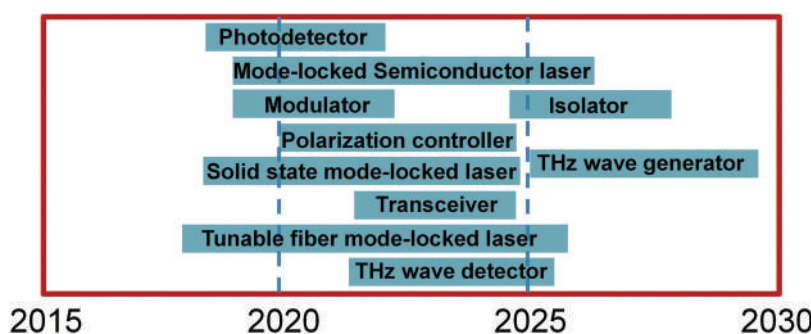 Photodetector
Mode-locked Semiconductor laser
Modulator
Isolator
Polarization controller
THz wave generator
Solid state mode-locked laser
Transceiver
Tunable fiber mode-locked laser
THz wave detector
2015 2020 2025 2030